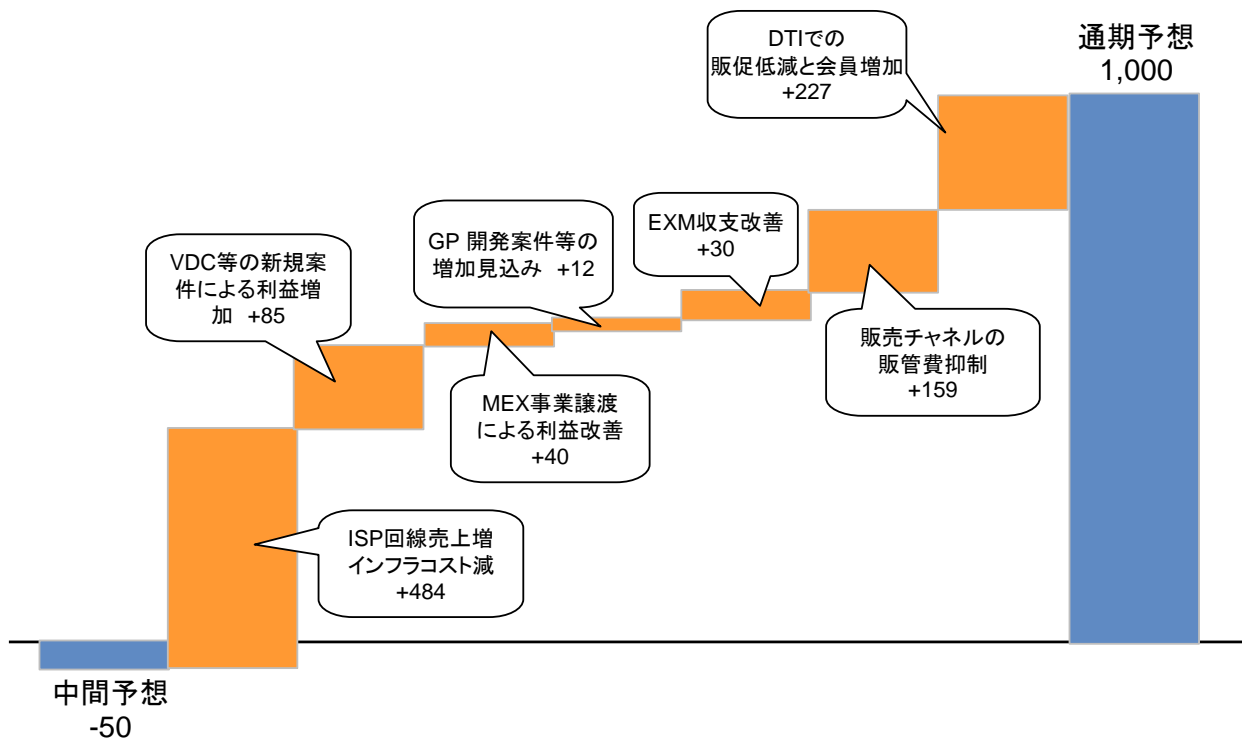 DTIでの
販促低減と会員増加
+227
通期予想
1,000
EXM収支改善
+30
GP 開発案件等の
増加見込み +12
VDC等の新規案
件による利益増
加 +85
販売チャネルの
販管費抑制
+159
MEX事業譲渡
による利益改善
+40
ISP回線売上増
インフラコスト減
+484
中間予想
-50